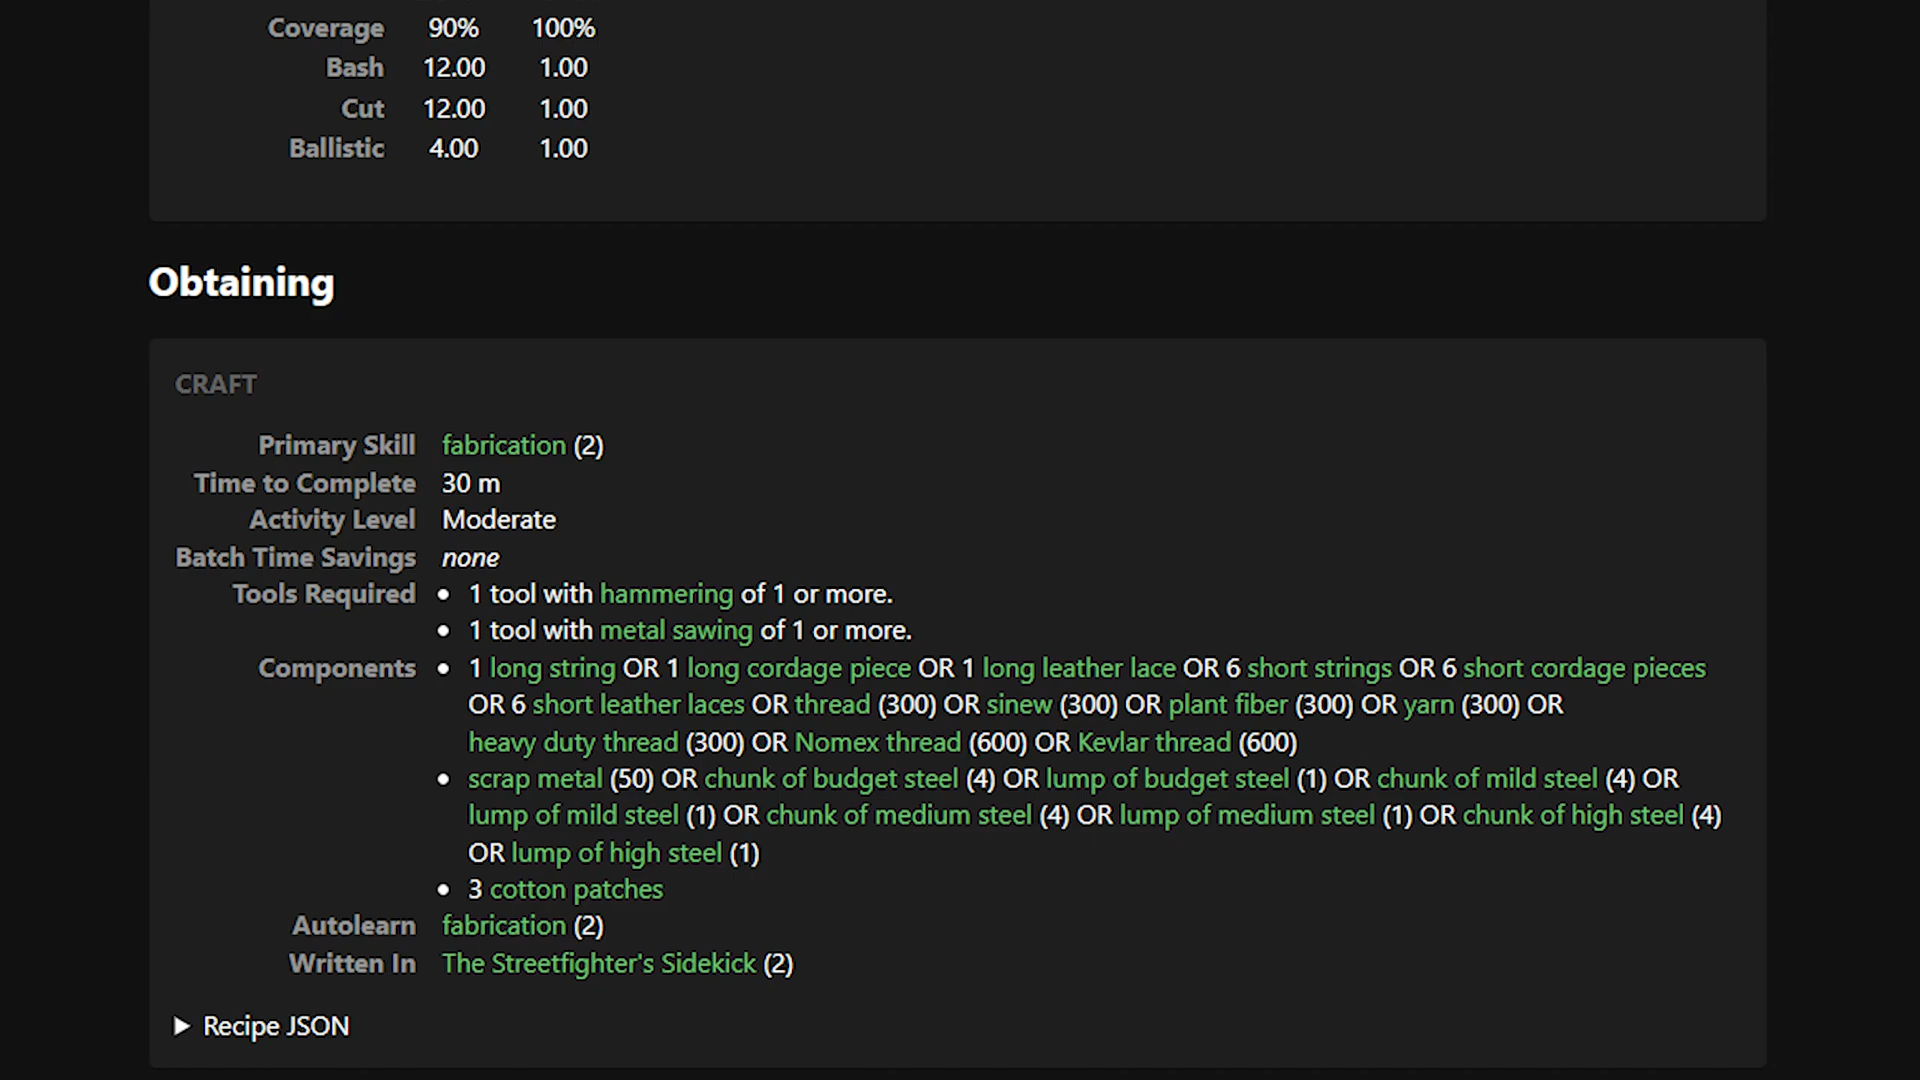 Coverage 90% 100%
Bash 12.00 1.00
Cut 12.00 1.00
Ballistic 4.00 1.00
Obtaining
CRAFT
Primary Skill fabrication (2)
Time to Complete 30 m
Activity Level Moderate
Batch Time Savings none
Tools Required • 1 tool with hammering of 1 or more.
• 1 tool with metal sawing of 1 or more.
Components • 1 long string OR 1 long cordage piece OR 1 long leather lace OR 6 short strings OR 6 short cordage pieces
OR 6 short leather laces OR thread (300) OR sinew (300) OR plant fiber (300) OR yarn (300) OR
heavy duty thread (300) OR Nomex thread (600) OR Kevlar thread (600)
• scrap metal (50) OR chunk of budget steel (4) OR lump of budget steel (1) OR chunk of mild steel (4) OR
lump of mild steel (1) OR chunk of medium steel (4) OR lump of medium steel (1) OR chunk of high steel (4)
OR lump of high steel (1)
• 3 cotton patches
Autolearn fabrication (2)
Written In The Streetfighter's Sidekick (2)
▶ Recipe JSON